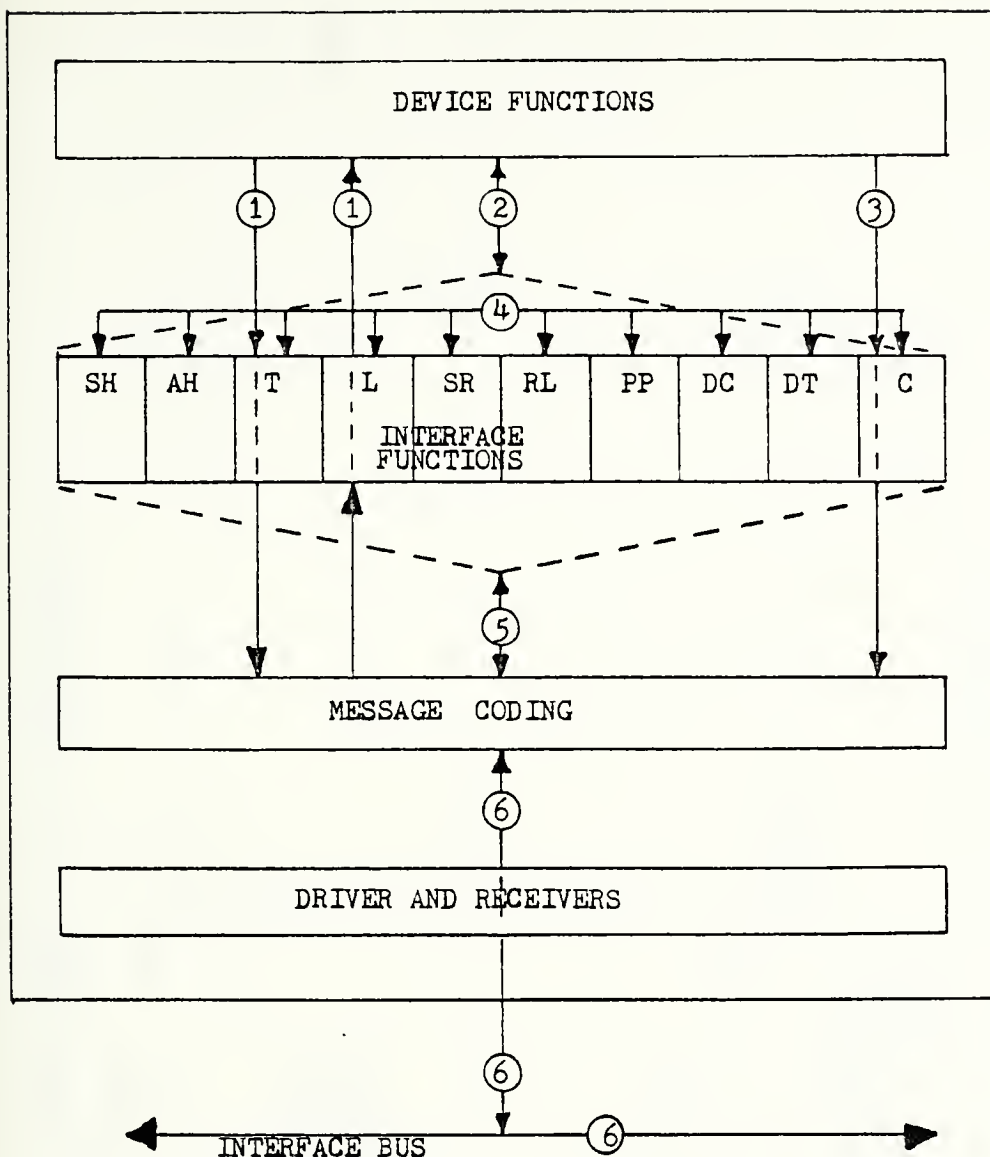 DEVICE FUNCTIONS
1 1 2 3
4
SH AH T L SR RL PP DC DT C
INTERFACE
FUNCTIONS
5
MESSAGE CODING
6
DRIVER AND RECEIVERS
6
INTERFACE BUS 6